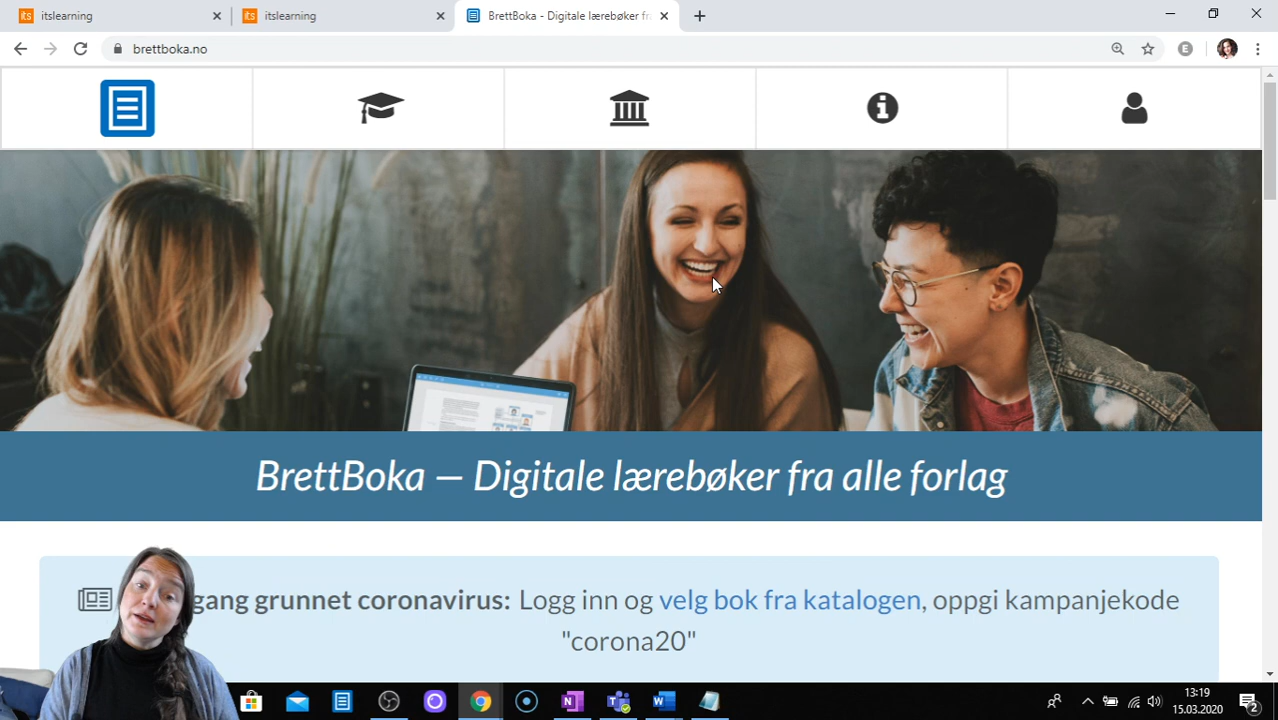 itslearning
itslearning
BrettBoka - Digitale lærebøker fr
brettboka.no
E
BrettBoka — Digitale lærebøker fra alle forlag
gang grunnet coronavirus: Logg inn og velg bok fra katalogen, oppgi kampanjekode
"corona20"
13:19
15.03.2020
2